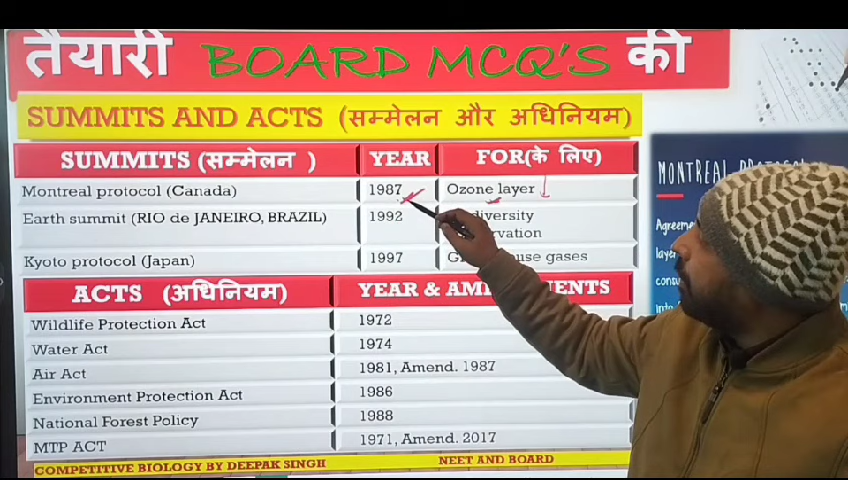 तैयारी BOARD MCQ'S की
SUMMITS AND ACTS (सम्मेलन और अधिनियम)
SUMMITS (सम्मेलन ) YEAR FOR(के लिए)
Montreal protocol (Canada) 1987 Ozone layer
Earth summit (RIO de JANEIRO, BRAZIL) 1992
Kyoto protocol (Japan) 1997 gases
ACTS (अधिनियम) YEAR &
Wildlife Protection Act 1972
Water Act 1974
Air Act 1981, Amend. 1987
Environment Protection Act 1986
National Forest Policy 1988
MTP ACT 1971, Amend. 2017
COMPETITIVE BIOLOGY BY DEEPAK SINGH NEET AND BOARD
MONTREAL